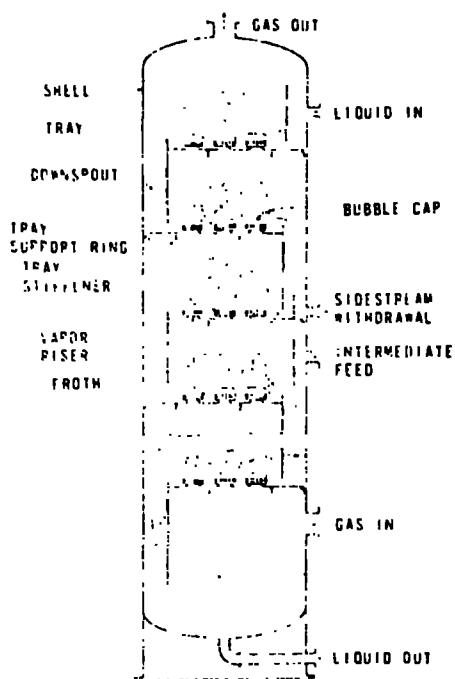 GAS OUT
SHELL
LIQUID IN
TRAY
DOWNSPOUT
BUBBLE CAP
TRAY
SUPPORT RING
TRAY
STIFFENER
SIDESTREAM
WITHDRAWAL
VAPOR
RISER
INTERMEDIATE
FEED
FROTH
GAS IN
LIQUID OUT